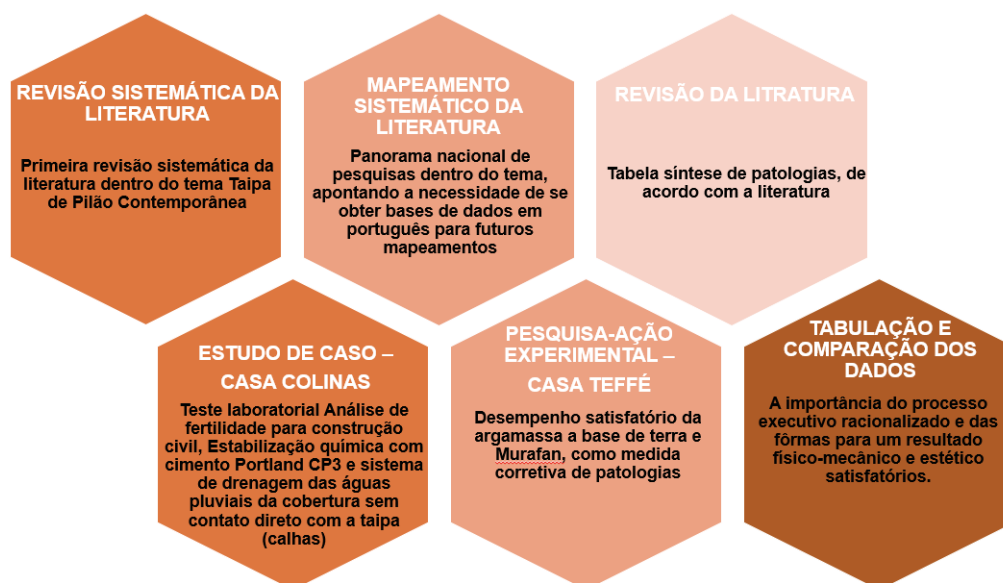 REVISÃO SISTEMÁTICA DA
LITERATURA
Primeira revisão sistemática da
literatura dentro do tema Taipa
de Pilão Contemporânea
MAPEAMENTO
SISTEMÁTICO DA
LITERATURA
Panorama nacional de
pesquisas dentro do tema,
apontando a necessidade de se
obter bases de dados em
português para futuros
mapeamentos
REVISÃO DA LITRATURA
Tabela síntese de patologias, de
acordo com a literatura
ESTUDO DE CASO –
CASA COLINAS
Teste laboratorial Análise de
fertilidade para construção
civil, Estabilização química com
cimento Portland CP3 e sistema
de drenagem das águas
pluviais da cobertura sem
contato direto com a taipa
(calhas)
PESQUISA-AÇÃO
EXPERIMENTAL –
CASA TEFFÉ
Desempenho satisfatório da
argamassa a base de terra e
Murafan, como medida
corretiva de patologias
TABULAÇÃO E
COMPARAÇÃO DOS
DADOS
A importância do processo
executivo racionalizado e das
fôrmas para um resultado
físico-mecânico e estético
satisfatórios.